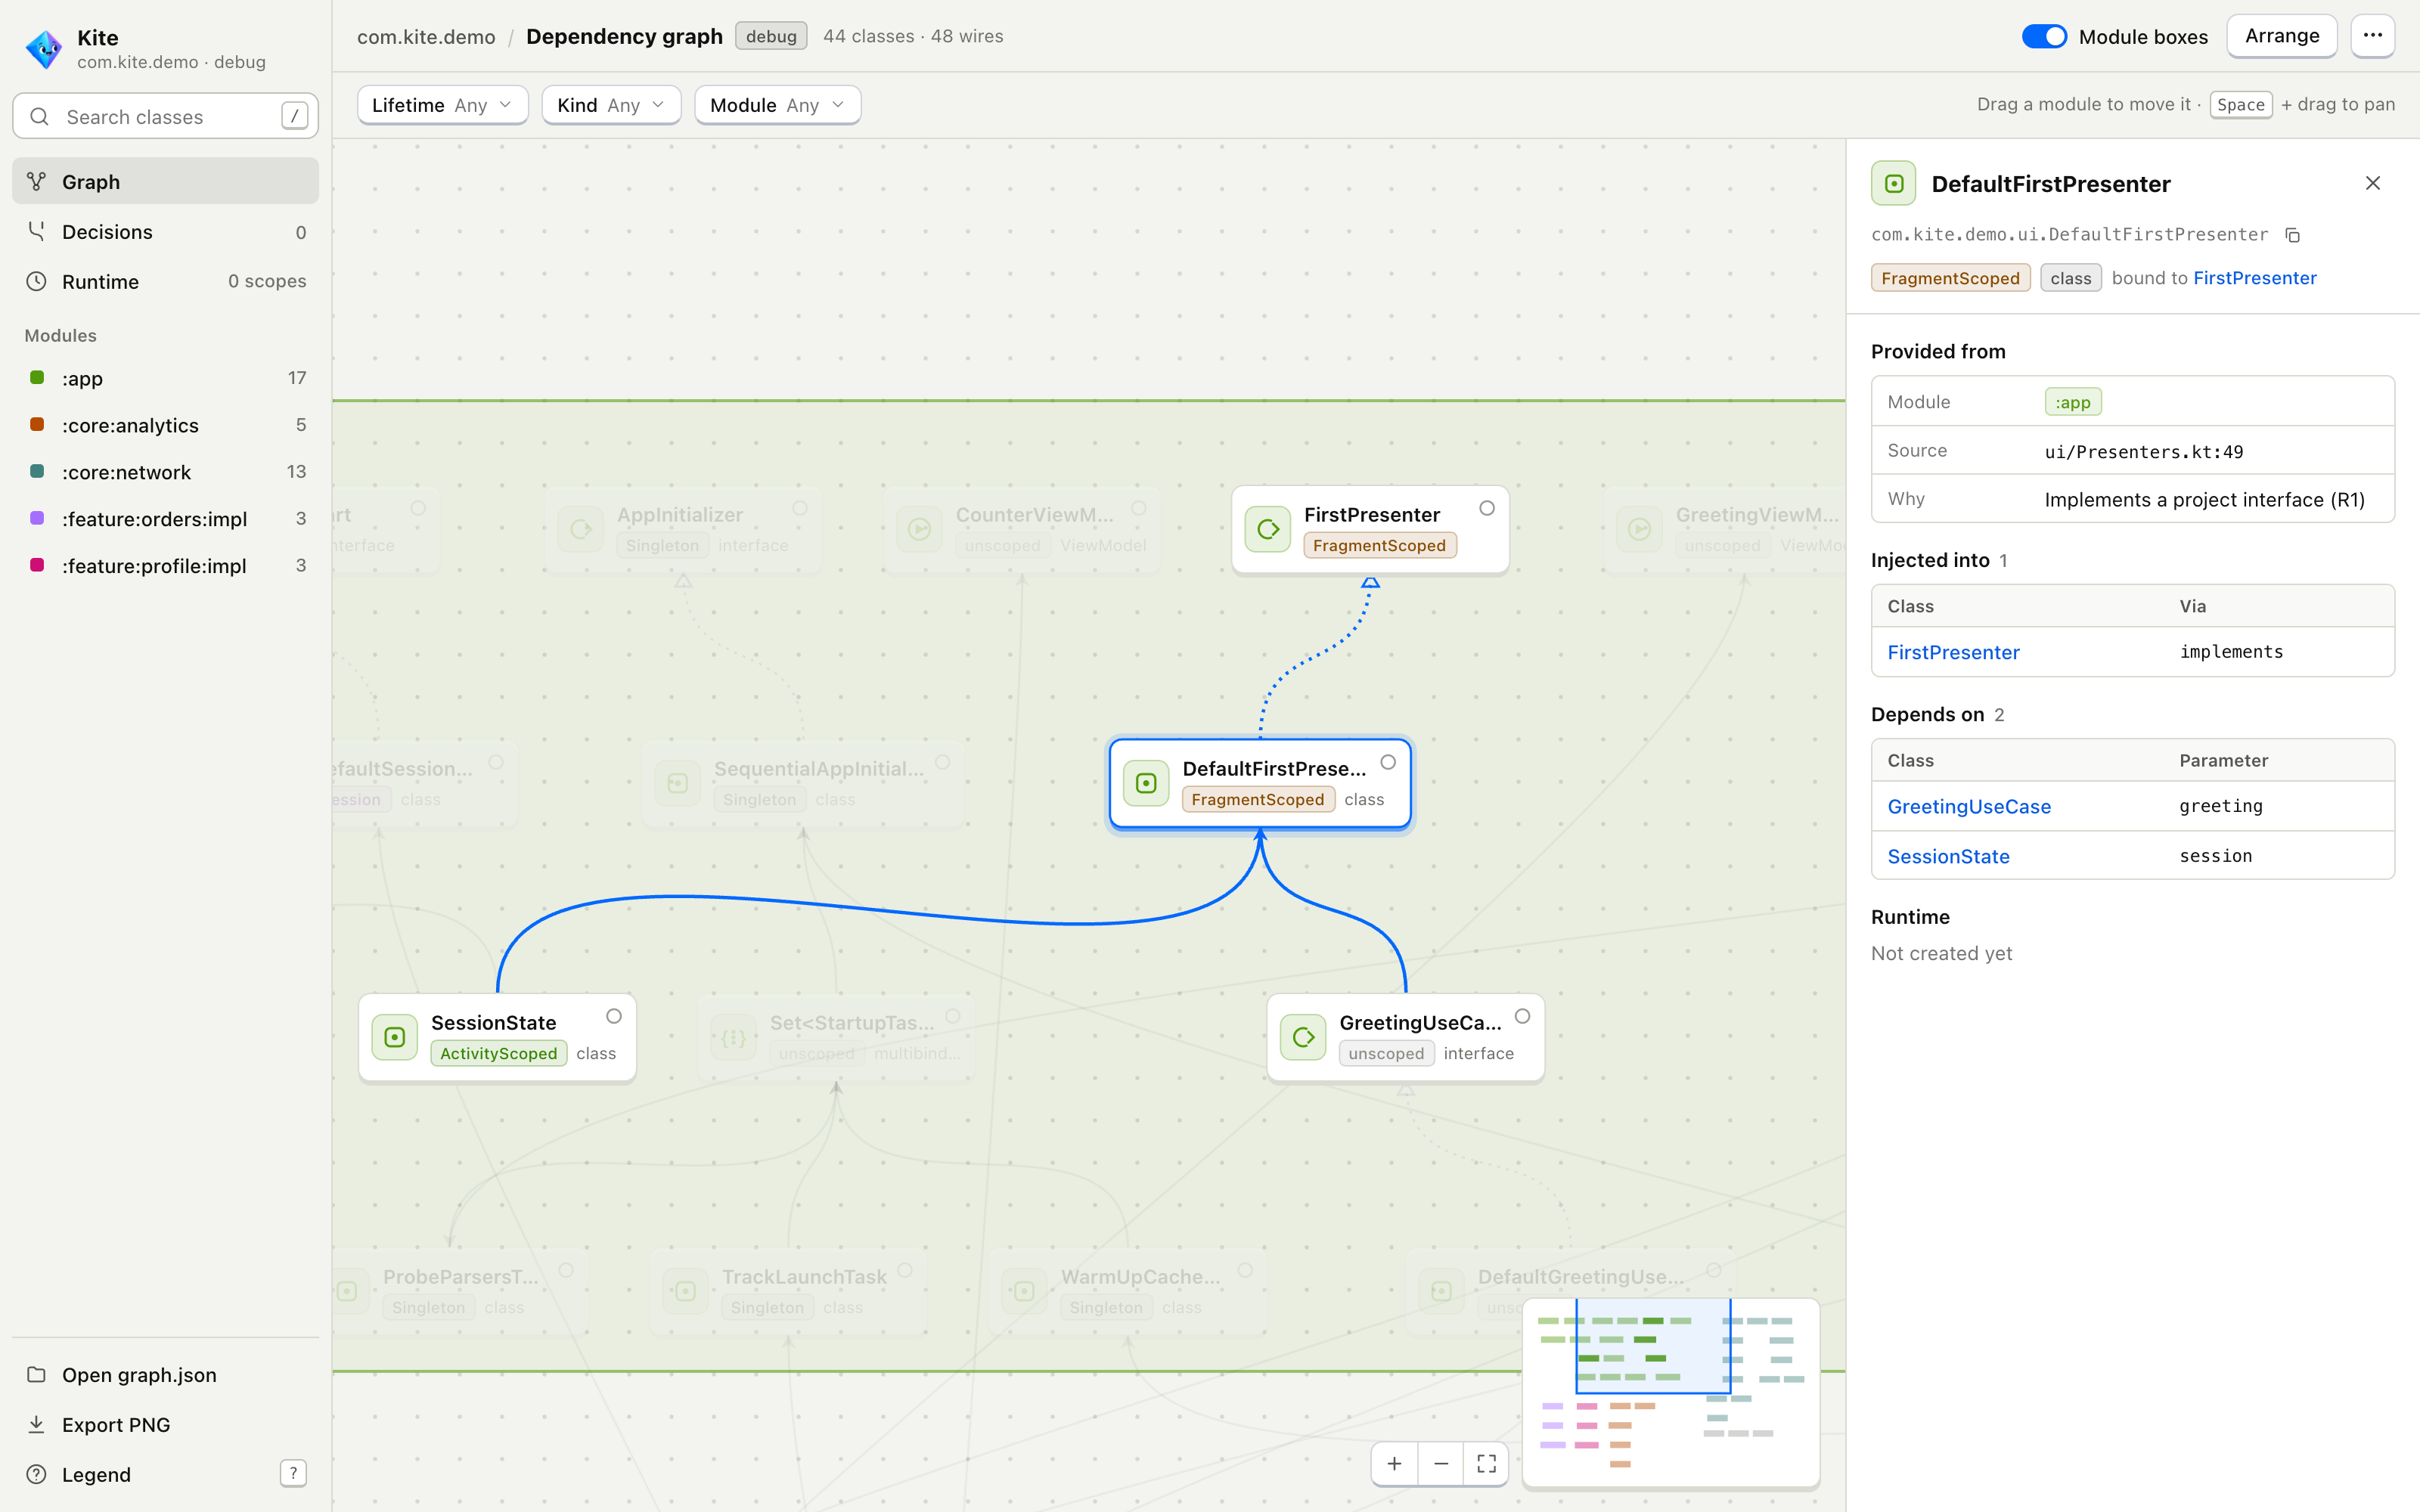 Kite
com.kite.demo · debug
Search classes /
Graph
Decisions 0
Runtime 0 scopes
Modules
:app 17
:core:analytics 5
:core:network 13
:feature:orders:impl 3
:feature:profile:impl 3
Open graph.json
Export PNG
Legend ?
com.kite.demo / Dependency graph debug 44 classes · 48 wires
Module boxes Arrange ···
Lifetime Any Kind Any Module Any
Drag a module to move it · Space + drag to pan
AppInitializer
Singleton interface
CounterViewM...
unscoped ViewModel
FirstPresenter
FragmentScoped
GreetingViewM...
unscoped
efaultSession...
ession class
SequentialAppInitial...
Singleton class
DefaultFirstPrese...
FragmentScoped class
SessionState
ActivityScoped class
Set<StartupTas...
unscoped multibind...
GreetingUseCa...
unscoped interface
ProbeParsersT...
Singleton class
TrackLaunchTask
Singleton class
WarmUpCache...
Singleton class
DefaultGreetingUse...
DefaultFirstPresenter
com.kite.demo.ui.DefaultFirstPresenter
FragmentScoped class bound to FirstPresenter
Provided from
Module :app
Source ui/Presenters.kt:49
Why Implements a project interface (R1)
Injected into 1
Class Via
FirstPresenter implements
Depends on 2
Class Parameter
GreetingUseCase greeting
SessionState session
Runtime
Not created yet